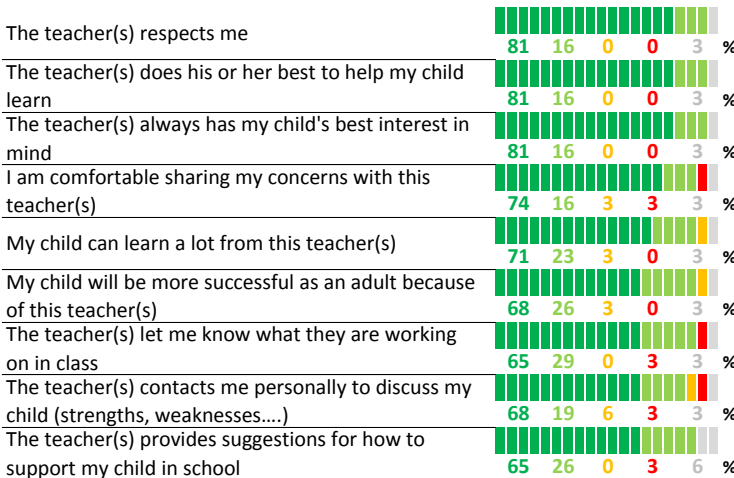 The teacher(s) respects me
81 16 0 0 3 %
The teacher(s) does his or her best to help my child
learn
81 16 0 0 3 %
The teacher(s) always has my child's best interest in
mind
81 16 0 0 3 %
I am comfortable sharing my concerns with this
teacher(s)
74 16 3 3 3 %
My child can learn a lot from this teacher(s)
71 23 3 0 3 %
My child will be more successful as an adult because
of this teacher(s)
68 26 3 0 3 %
The teacher(s) let me know what they are working
on in class
65 29 0 3 3 %
The teacher(s) contacts me personally to discuss my
child (strengths, weaknesses....)
68 19 6 3 3 %
The teacher(s) provides suggestions for how to
support my child in school
65 26 0 3 6 %